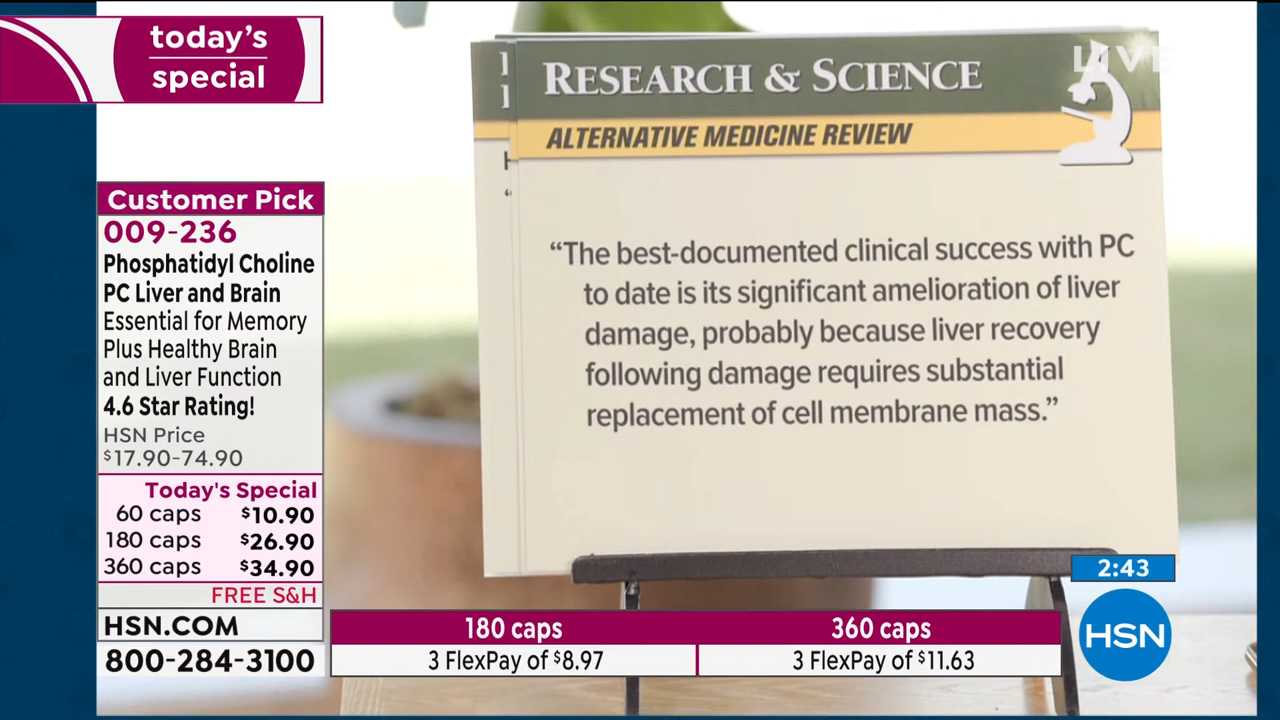 today's
special
Customer Pick
009-236
Phosphatidyl Choline
PC Liver and Brain
Essential for Memory
Plus Healthy Brain
and Liver Function
4.6 Star Rating!
HSN Price
$17.90-74.90
Today's Special
60 caps $10.90
180 caps $26.90
360 caps $34.90
FREE S&H
HSN.COM
800-284-3100
LIVE
RESEARCH & SCIENCE
ALTERNATIVE MEDICINE REVIEW
“The best-documented clinical success with PC
to date is its significant amelioration of liver
damage, probably because liver recovery
following damage requires substantial
replacement of cell membrane mass.”
2:43
180 caps 360 caps
3 FlexPay of $8.97 3 FlexPay of $11.63
HSN